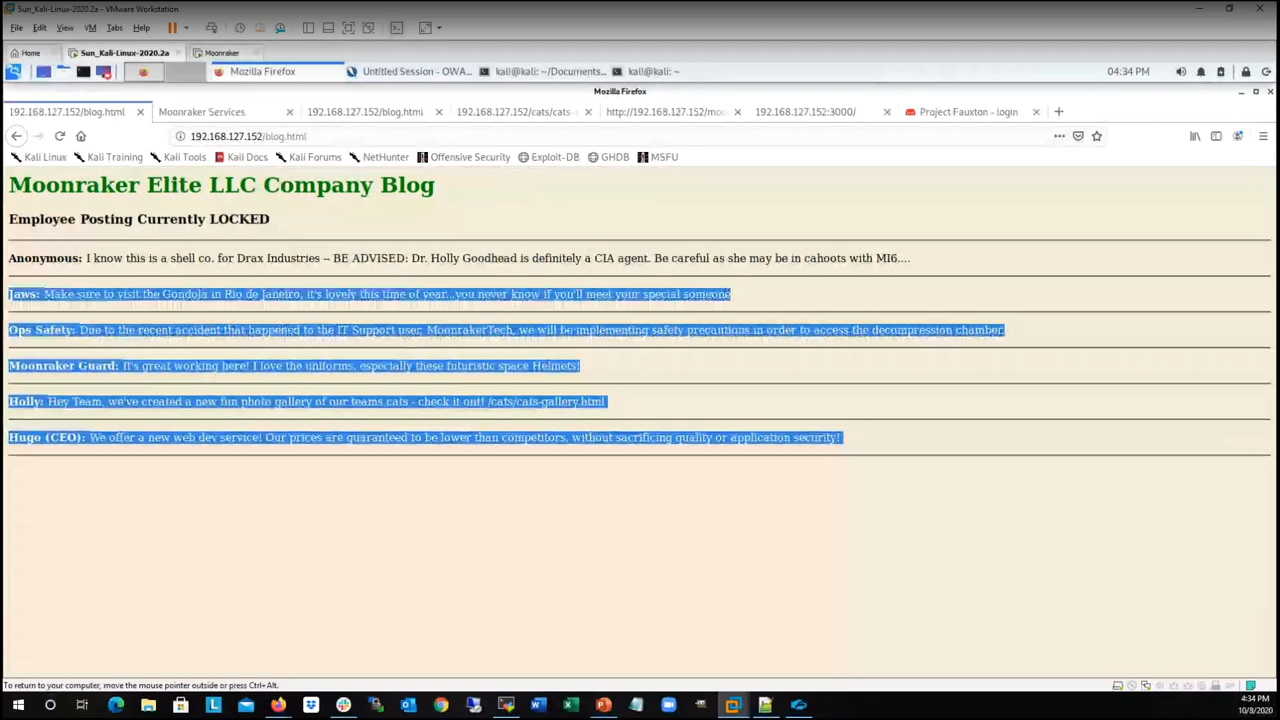 Sun_Kali-Linux-2020.2a - VMware Workstation
File Edit View VM Tabs Help
Home Sun_Kali-Linux-2020.2a Moonraker
Mozilla Firefox Untitled Session - OWA... kali@kali: ~/Documents... kali@kali: ~ 04:34 PM
Mozilla Firefox
192.168.127.152/blog.html Moonraker Services 192.168.127.152/blog.html 192.168.127.152/cats/cats- http://192.168.127.152/moo 192.168.127.152:3000/ Project Fauxton - login
192.168.127.152/blog.html
Kali Linux Kali Training Kali Tools Kali Docs Kali Forums NetHunter Offensive Security Exploit-DB GHDB MSFU
Moonraker Elite LLC Company Blog
Employee Posting Currently LOCKED
Anonymous: I know this is a shell co. for Drax Industries -- BE ADVISED: Dr. Holly Goodhead is definitely a CIA agent. Be careful as she may be in cahoots with MI6....
Jaws: Make sure to visit the Gondola in Rio de Janeiro, it's lovely this time of year...you never know if you'll meet your special someone
Ops Safety: Due to the recent accident that happened to the IT Support user, MoonrakerTech, we will be implementing safety precautions in order to access the decompression chamber.
Moonraker Guard: It's great working here! I love the uniforms, especially these futuristic space Helmets!
Holly: Hey Team, we've created a new fun photo gallery of our teams cats - check it out! /cats/cats-gallery.html
Hugo (CEO): We offer a new web dev service! Our prices are guaranteed to be lower than competitors, without sacrificing quality or application security!
To return to your computer, move the mouse pointer outside or press Ctrl+Alt.
4:34 PM
10/8/2020